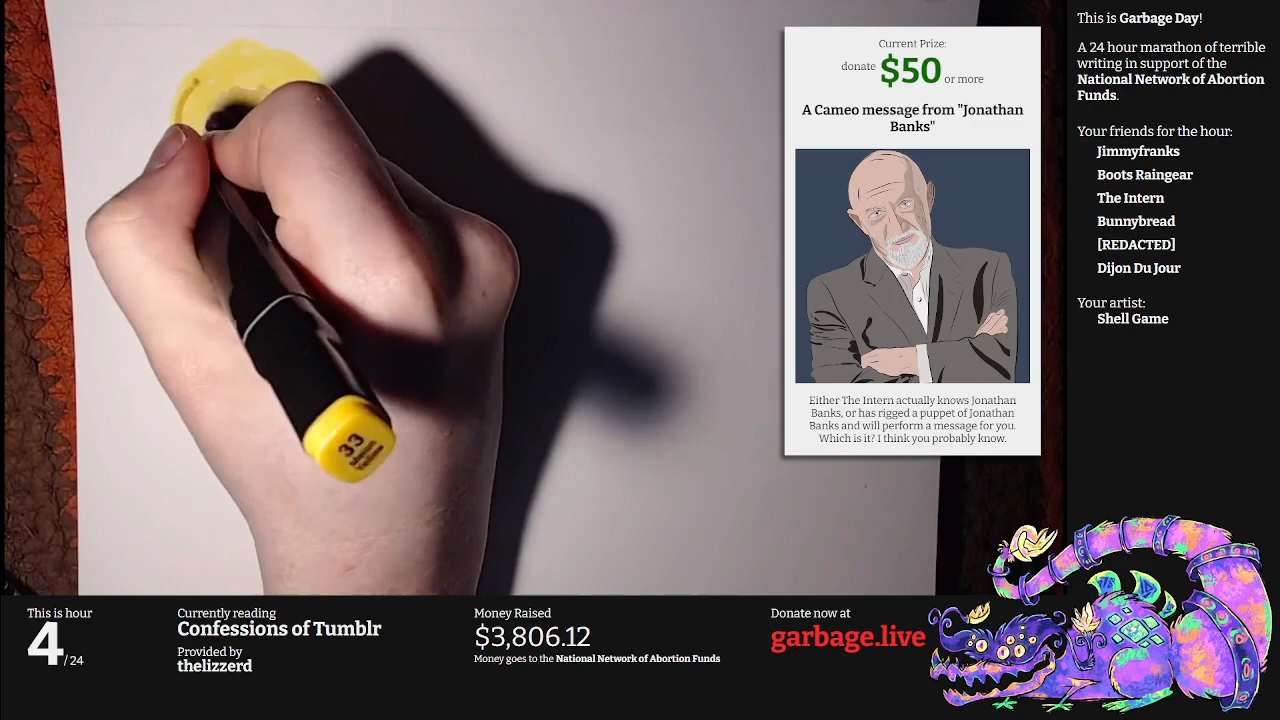 33
Current Prize:
donate $50 or more
A Cameo message from "Jonathan
Banks"
Either The Intern actually knows Jonathan
Banks, or has rigged a puppet of Jonathan
Banks and will perform a message for you.
Which is it? I think you probably know.
This is Garbage Day!
A 24 hour marathon of terrible
writing in support of the
National Network of Abortion
Funds.
Your friends for the hour:
Jimmyfranks
Boots Raingear
The Intern
Bunnybread
[REDACTED]
Dijon Du Jour
Your artist:
Shell Game
This is hour
4 / 24
Currently reading
Confessions of Tumblr
Provided by
thelizzerd
Money Raised
$3,806.12
Money goes to the National Network of Abortion Funds
Donate now at
garbage.live